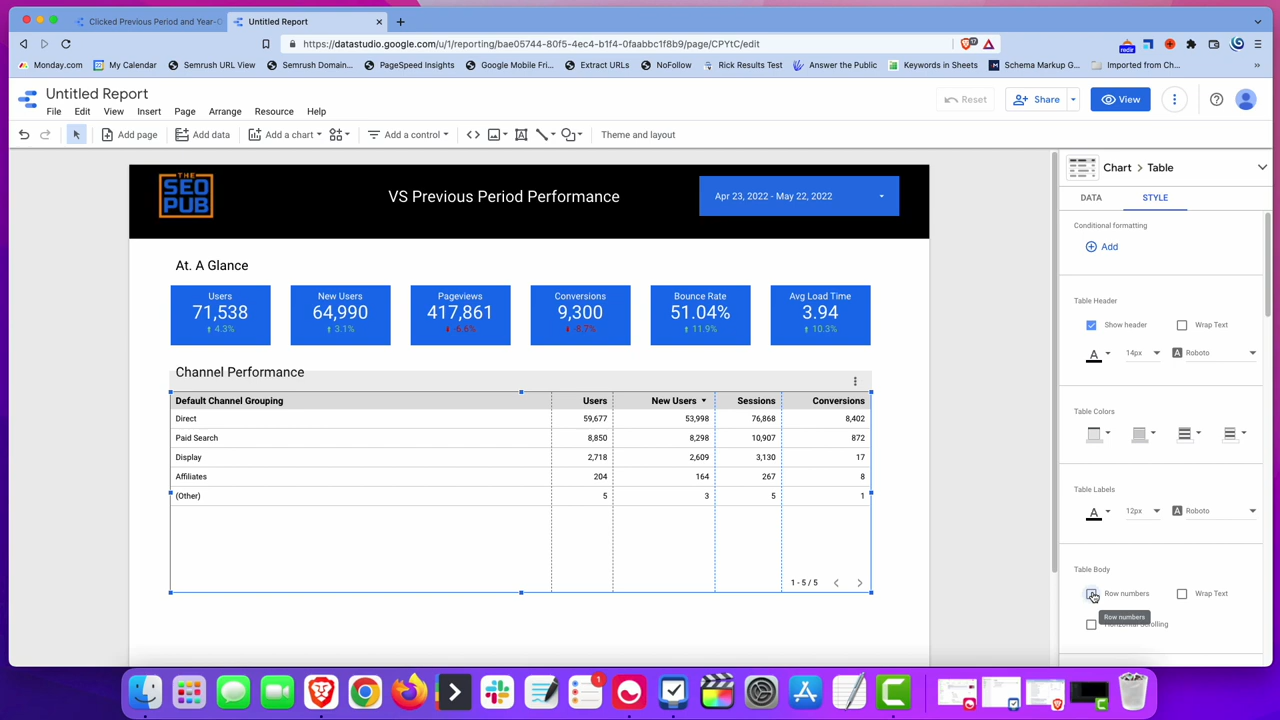 Clicked Previous Period and Year-O
Untitled Report
https://datastudio.google.com/u/1/reporting/bae05744-80f5-4ec4-b1f4-0faabbc1f8b9/page/CPYtC/edit
Monday.com
My Calendar
Semrush URL View
Semrush Domain...
PageSpeed Insights
Google Mobile Fri...
Extract URLs
NoFollow
Rick Results Test
Answer the Public
Keywords in Sheets
Schema Markup G...
Imported from Ch...
Untitled Report
File Edit View Insert Page Arrange Resource Help
Reset
Share
View
Add page
Add data
Add a chart
Add a control
Theme and layout
THE
SEO
PUB
VS Previous Period Performance
Apr 23, 2022 - May 22, 2022
At. A Glance
Users
71,538
4.3%
New Users
64,990
3.1%
Pageviews
417,861
-6.6%
Conversions
9,300
-8.7%
Bounce Rate
51.04%
11.9%
Avg Load Time
3.94
10.3%
Channel Performance
Default Channel Grouping Users New Users Sessions Conversions
Direct 59,677 53,998 76,868 8,402
Paid Search 8,850 8,298 10,907 872
Display 2,718 2,609 3,130 17
Affiliates 204 164 267 8
(Other) 5 3 5 1
1 - 5 / 5
Chart Table
DATA STYLE
Conditional formatting
Add
Table Header
Show header Wrap Text
A 14px Roboto
Table Colors
Table Labels
A 12px Roboto
Table Body
Row numbers Wrap Text
Row numbers
Horizontal Scrolling
1